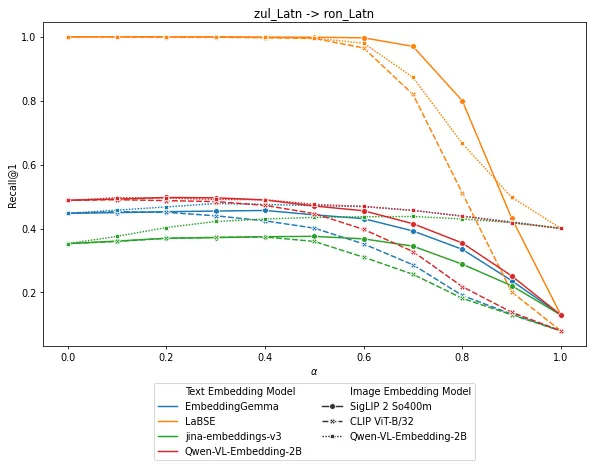 zul_Latn -> ron_Latn
1.0
0.8
0.6
0.4
0.2
Recall@1
0.0 0.2 0.4 0.6 0.8 1.0
α
Text Embedding Model Image Embedding Model
EmbeddingGemma SigLIP 2 So400m
LaBSE CLIP ViT-B/32
jina-embeddings-v3 Qwen-VL-Embedding-2B
Qwen-VL-Embedding-2B